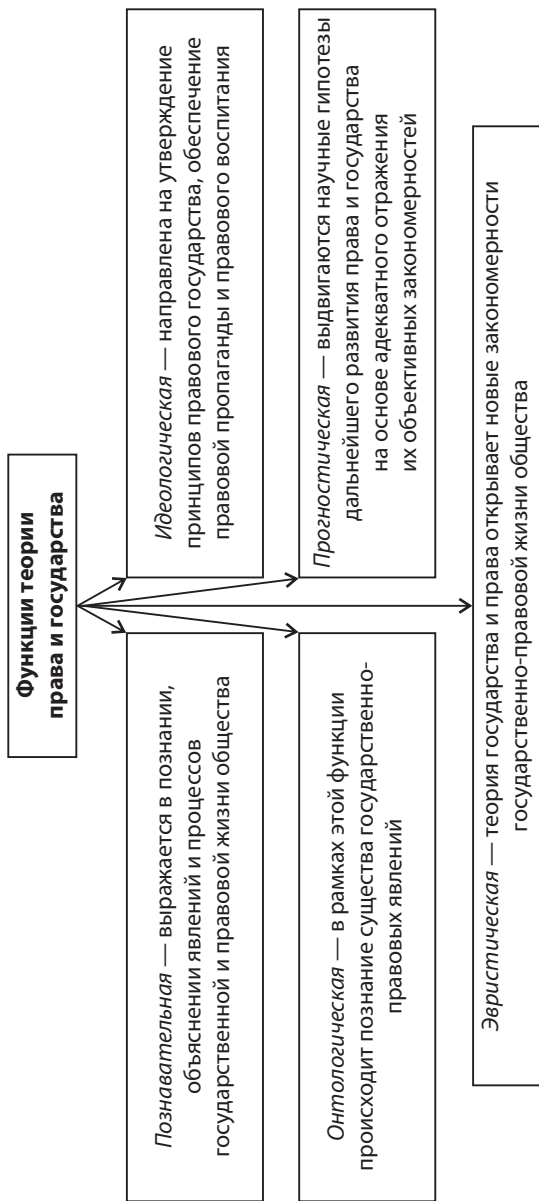 Функции теории
права и государства
Познавательная — выражается в познании,
объяснении явлений и процессов
государственной и правовой жизни общества
Идеологическая — направлена на утверждение
принципов правового государства, обеспечение
правовой пропаганды и правового воспитания
Онтологическая — в рамках этой функции
происходит познание существа государственно-
правовых явлений
Прогностическая — выдвигаются научные гипотезы
дальнейшего развития права и государства
на основе адекватного отражения
их объективных закономерностей
Эвристическая — теория государства и права открывает новые закономерности
государственно-правовой жизни общества